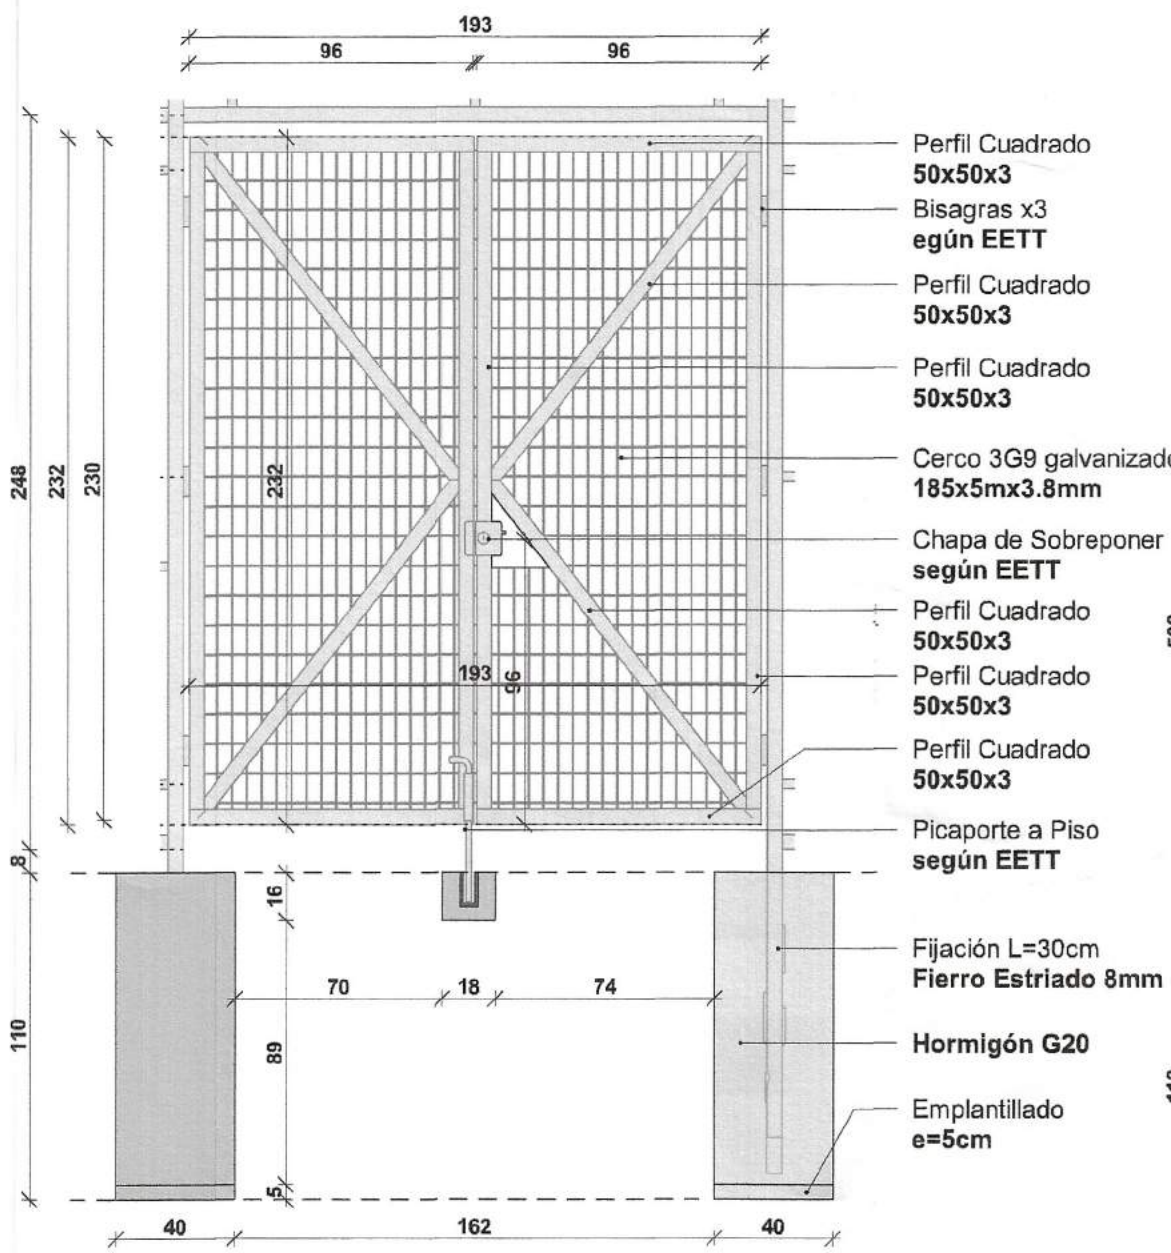 193
96
96
Perfil Cuadrado
50x50x3
Bisagras x3
egún EETT
Perfil Cuadrado
50x50x3
Perfil Cuadrado
50x50x3
248
232
230
232
Cerco 3G9 galvanizad
185x5mx3.8mm
Chapa de Sobreponer
según EETT
Perfil Cuadrado
50x50x3
193
96
Perfil Cuadrado
50x50x3
Perfil Cuadrado
50x50x3
Picaporte a Piso
según EETT
8
16
Fijación L=30cm
Fierro Estriado 8mm
70
18
74
110
89
Hormigón G20
Emplantillado
e=5cm
5
40
162
40